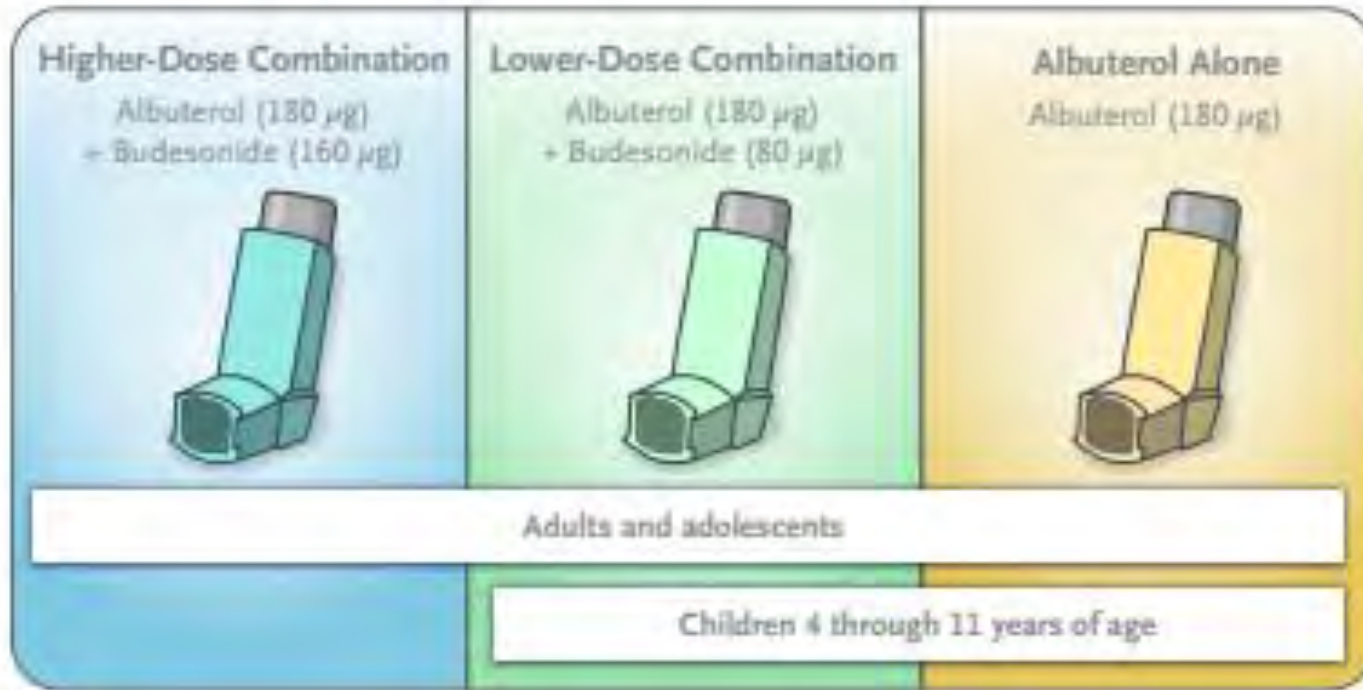 Higher-Dose Combination
Albuterol (180 µg)
+ Budesonide (160 µg)
Lower-Dose Combination
Albuterol (180 µg)
+ Budesonide (80 µg)
Albuterol Alone
Albuterol (180 µg)
Adults and adolescents
Children 4 through 11 years of age